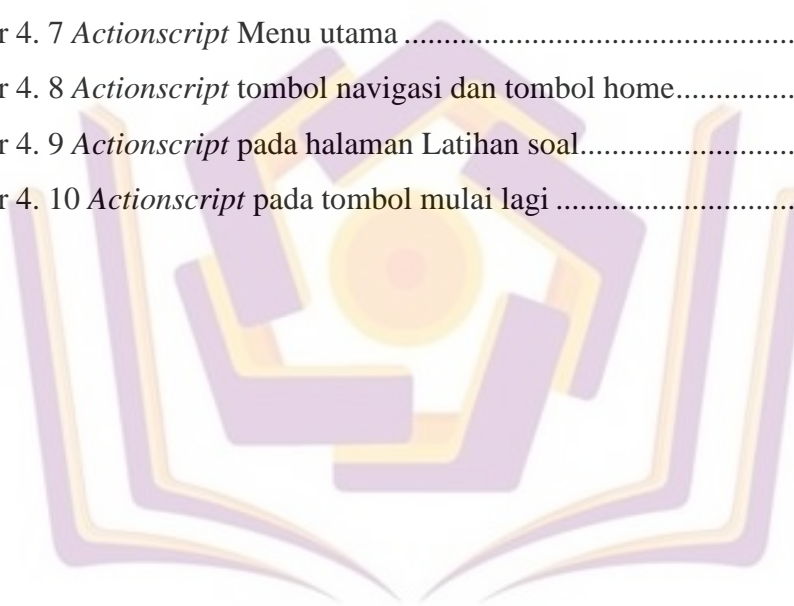 r 4. 7 Actionscript Menu utama ................................................
r 4. 8 Actionscript tombol navigasi dan tombol home...............
r 4. 9 Actionscript pada halaman Latihan soal...........................
r 4. 10 Actionscript pada tombol mulai lagi ..............................